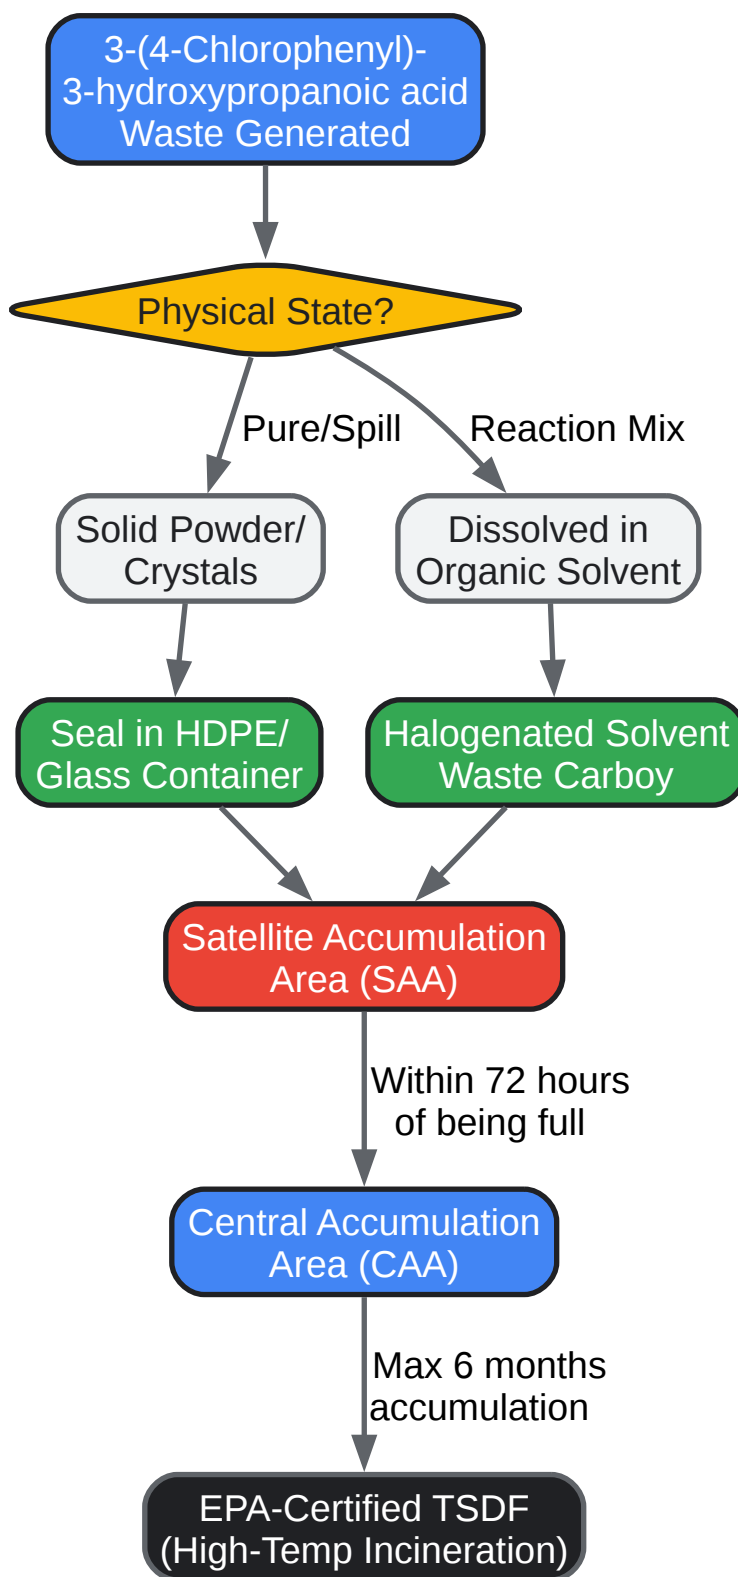 3-(4-Chlorophenyl)-
3-hydroxypropanoic acid
Waste Generated
Physical State?
Pure/Spill
Reaction Mix
Solid Powder/
Crystals
Dissolved in
Organic Solvent
Seal in HDPE/
Glass Container
Halogenated Solvent
Waste Carboy
Satellite Accumulation
Area (SAA)
Within 72 hours
of being full
Central Accumulation
Area (CAA)
Max 6 months
accumulation
EPA-Certified TSDF
(High-Temp Incineration)